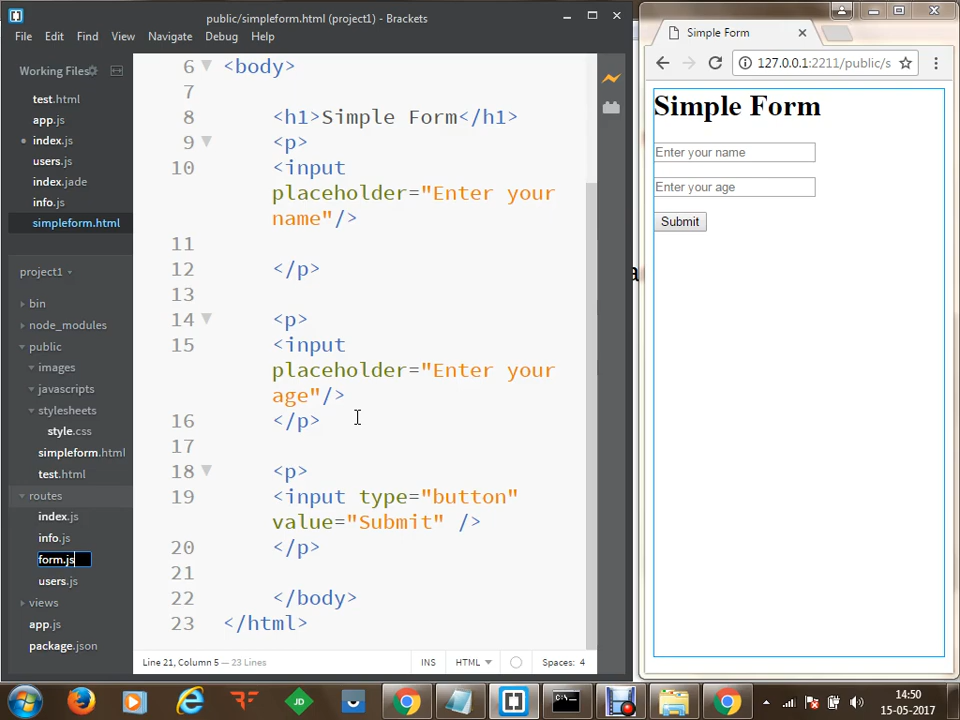 public/simpleform.html (project1) - Brackets
File Edit Find View Navigate Debug Help
Working Files
test.html
app.js
index.js
users.js
index.jade
info.js
simpleform.html
project1
bin
node_modules
public
images
javascripts
stylesheets
style.css
simpleform.html
test.html
routes
index.js
info.js
form.js
users.js
views
app.js
package.json
6 <body>
7
8 <h1>Simple Form</h1>
9 <p>
10 <input
placeholder="Enter your
name"/>
11
12 </p>
13
14 <p>
15 <input
placeholder="Enter your
age"/>
16 </p>
17
18 <p>
19 <input type="button"
value="Submit" />
20 </p>
21
22 </body>
23 </html>
Line 21, Column 5 — 23 Lines
INS HTML Spaces: 4
Simple Form
127.0.0.1:2211/public/s
Simple Form
Enter your name
Enter your age
Submit
a
JD
14:50
15-05-2017